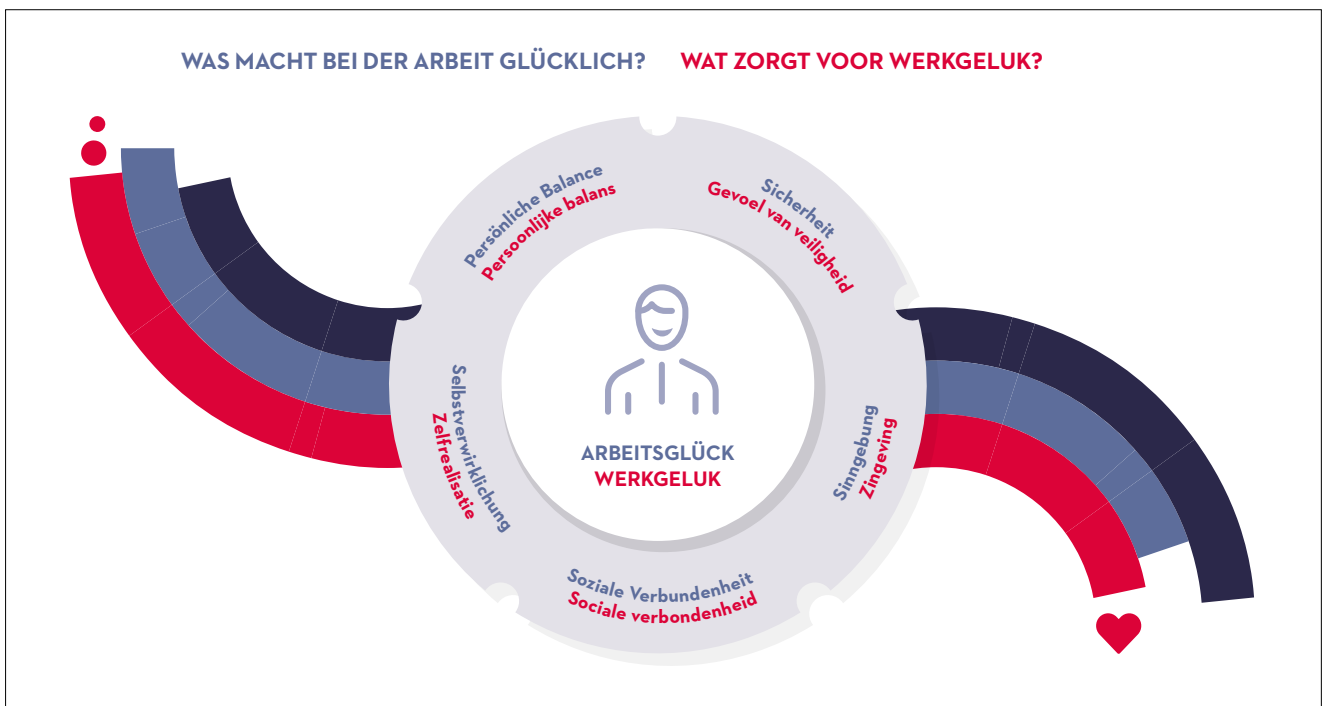 WAS MACHT BEI DER ARBEIT GLÜCKLICH? WAT ZORGT VOOR WERKGELUK?
Persönliche Balance
Persoonlijke balans
Sicherheit
Gevoel van veiligheid
Selbstverwirklichung
Zelfrealisatie
ARBEITSGLÜCK
WERKGELUK
Sinngebung
Zingeving
Soziale Verbundenheit
Sociale verbondenheid